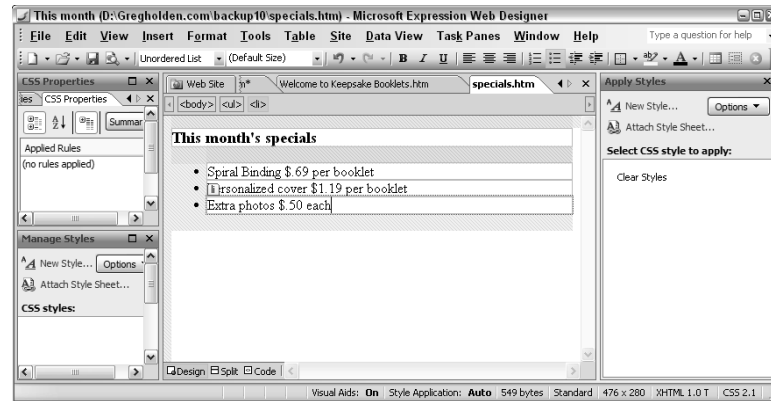 This month (D:\Gregholden.com\backup10\specials.htm) - Microsoft Expression Web Designer
File Edit View Insert Format Tools Table Site Data View Task Panes Window Help Type a question for help
Unordered List (Default Size) B I U A
CSS Properties
ies CSS Properties
Summar
Applied Rules
(no rules applied)
Manage Styles
New Style... Options
Attach Style Sheet...
CSS styles:
Web Site n* Welcome to Keepsake Booklets.htm specials.htm
<body> <ul> <li>
This month's specials
• Spiral Binding $.69 per booklet
• li rsonalized cover $1.19 per booklet
• Extra photos $.50 each
Design Split Code
Apply Styles
New Style... Options
Attach Style Sheet...
Select CSS style to apply:
Clear Styles
Visual Aids: On Style Application: Auto 549 bytes Standard 476 x 280 XHTML 1.0 T CSS 2.1